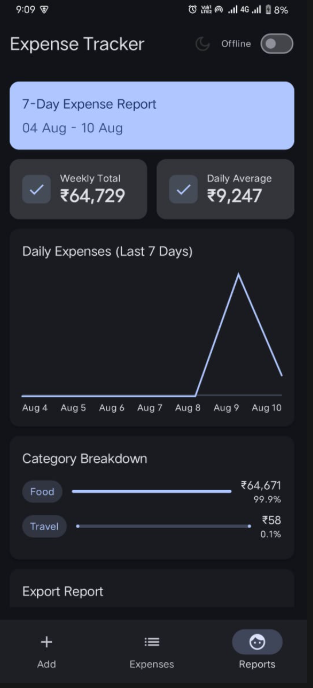 9:09
4G 8%
Expense Tracker
Offline
7-Day Expense Report
04 Aug - 10 Aug
Weekly Total
₹64,729
Daily Average
₹9,247
Daily Expenses (Last 7 Days)
Aug 4 Aug 5 Aug 6 Aug 7 Aug 8 Aug 9 Aug 10
Category Breakdown
Food
₹64,671
99.9%
Travel
₹58
0.1%
Export Report
Add
Expenses
Reports